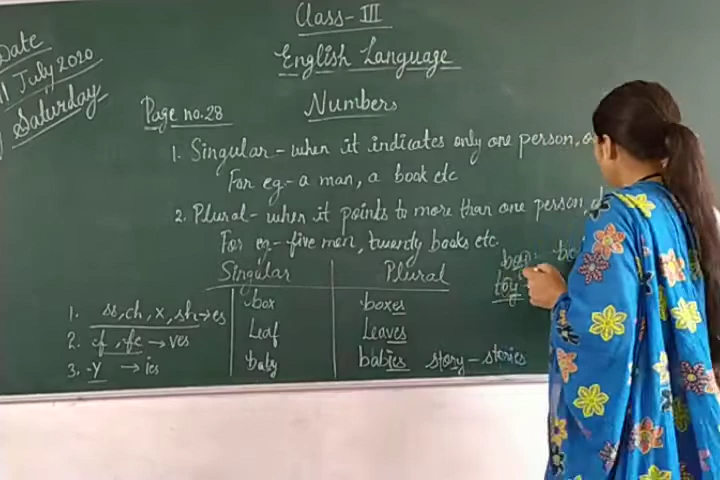 Class-III
Date
11 July 2020
Saturday
English Language
Page no.28
Numbers
1. Singular - when it indicates only one person,
For eg - a man, a book etc
2. Plural - when it points to more than one person,
For eg - five men, twenty books etc.
Singular Plural
boy -
toy
1. ss, ch, x, sh → es box boxes
2. f, fe → ves Leaf Leaves
3. -y → ies baby babies story - stories